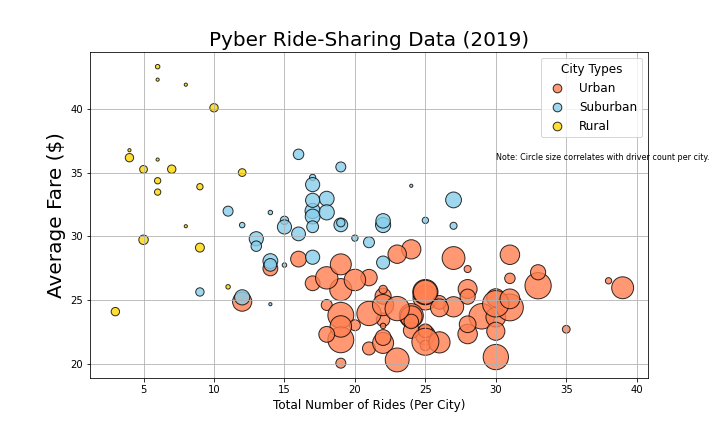 Pyber Ride-Sharing Data (2019)
City Types
Urban
Suburban
Rural
Note: Circle size correlates with driver count per city.
Average Fare ($)
40
35
30
25
20
5
10
15
20
25
30
35
40
Total Number of Rides (Per City)